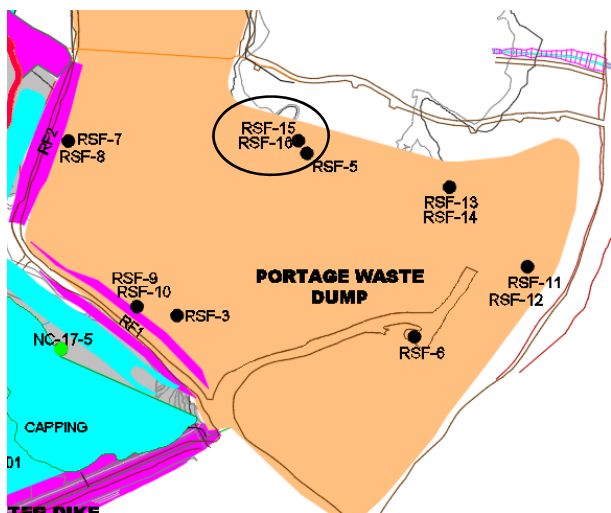 RSF-15
RSF-16
RSF-5
RF2
RSF-7
RSF-8
RSF-13
RSF-14
RSF-9
RSF-10
RSF-3
RF1
PORTAGE WASTE
DUMP
RSF-11
RSF-12
RSF-6
NC-17-5
CAPPING
01